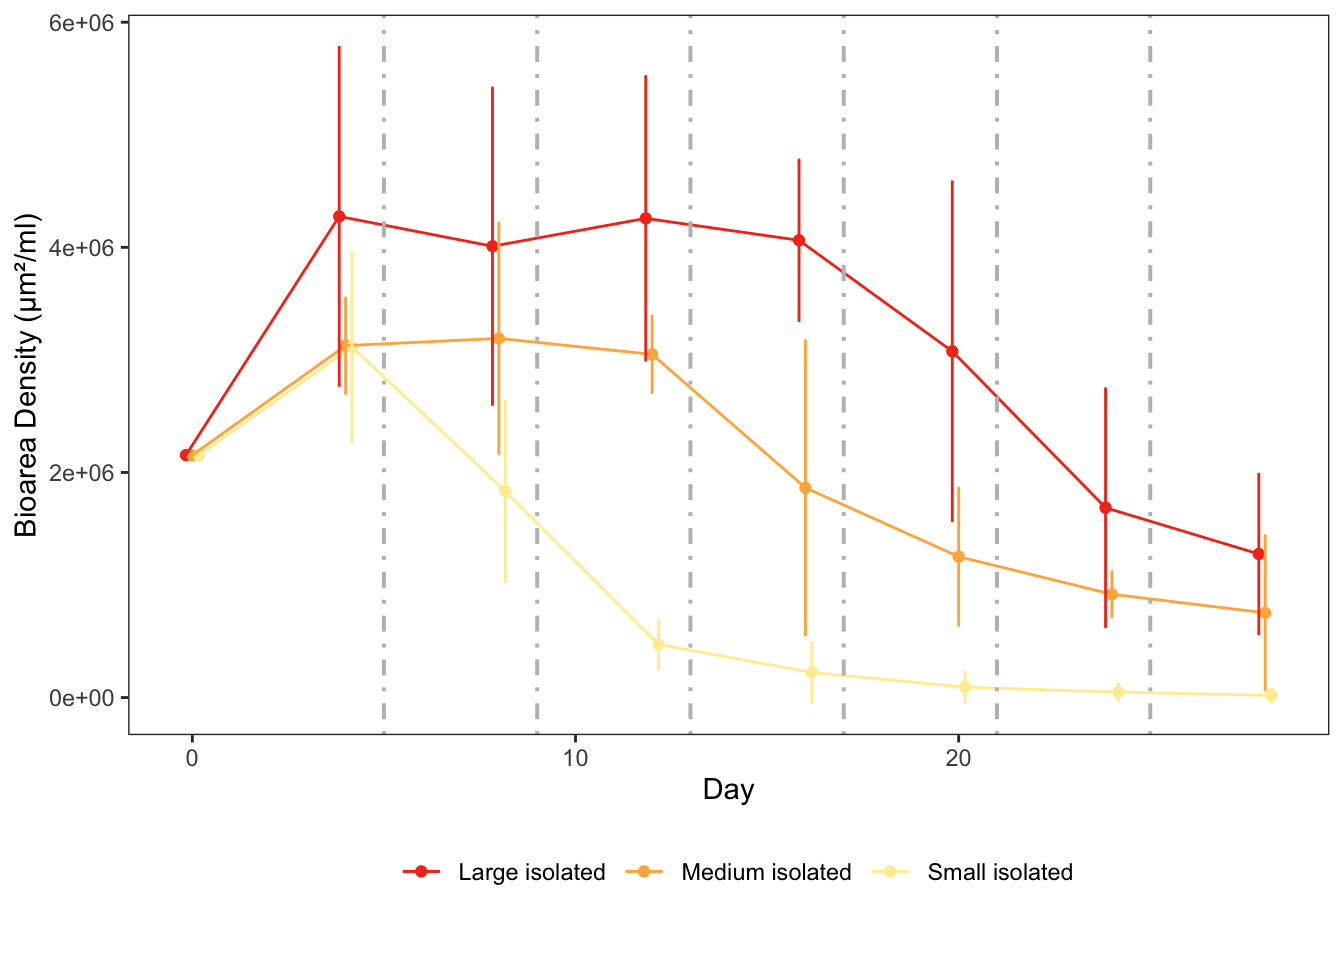 6e+06
4e+06
2e+06
0e+00
Bioarea Density (μm²/ml)
0 10 20
Day
Large isolated Medium isolated Small isolated